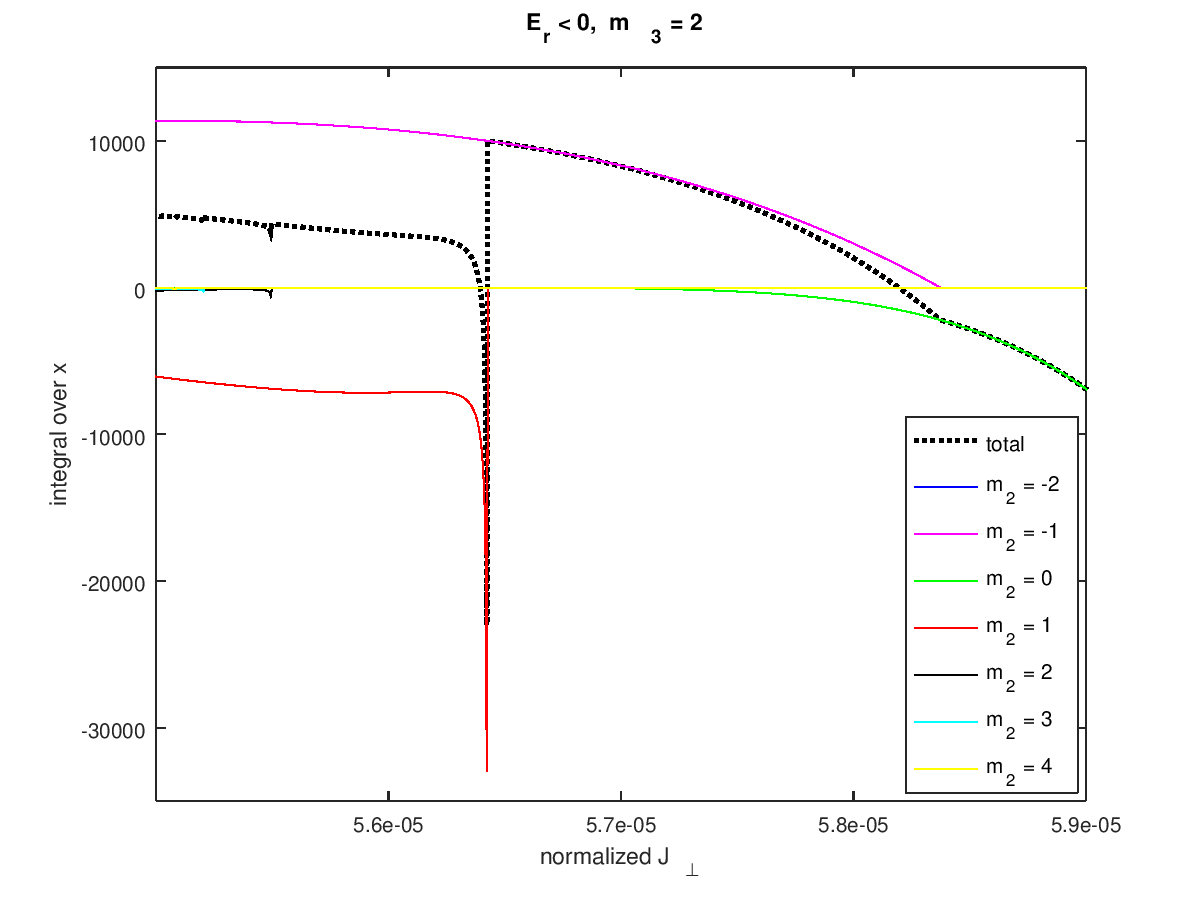 E_r < 0, m_3 = 2
10000
0
-10000
-20000
-30000
integral over x
total
m_2 = -2
m_2 = -1
m_2 = 0
m_2 = 1
m_2 = 2
m_2 = 3
m_2 = 4
5.6e-05 5.7e-05 5.8e-05 5.9e-05
normalized J_⊥